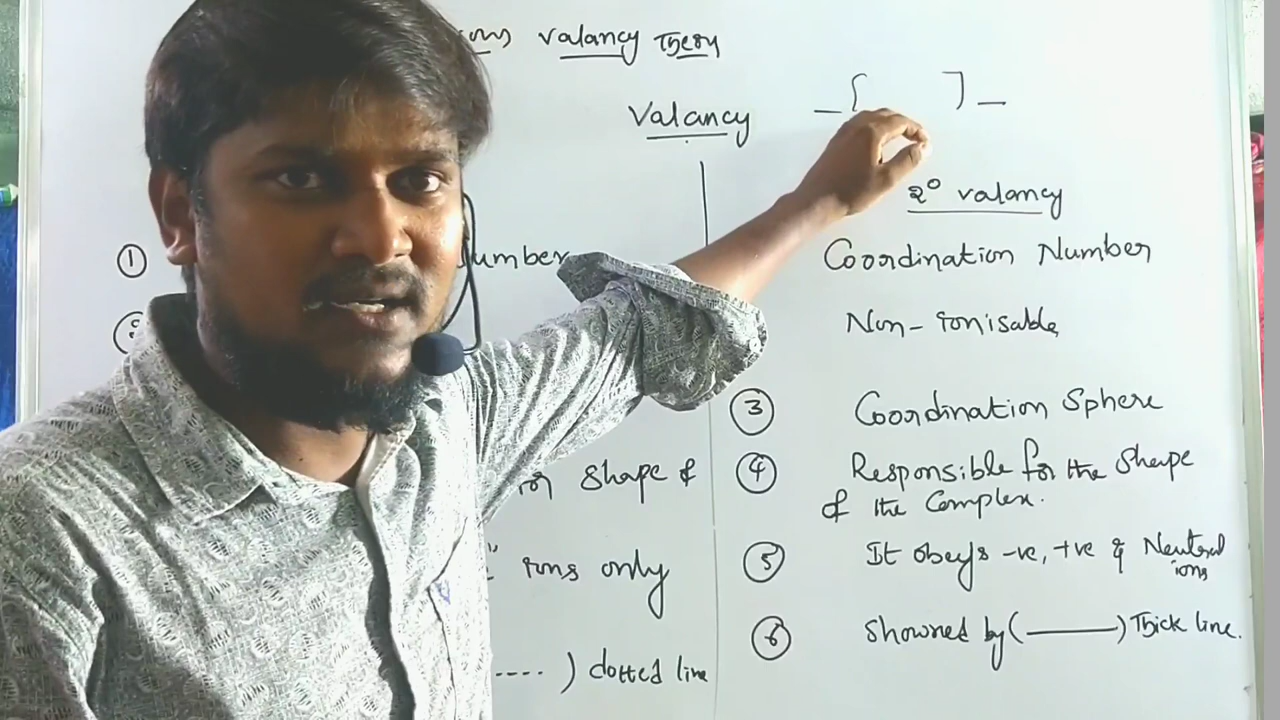 valancy Theory
Valancy
_[ ]_
2° valancy
① umber
Coordination Number
Non-ionisable
③ Coordination Sphere
or shape of
④ Responsible for the Shape
of the Complex.
" ions only
⑤ It obeys -ve, +ve & Neutral
ions
..... ) dotted line
⑥ Showned by (———) Thick line.